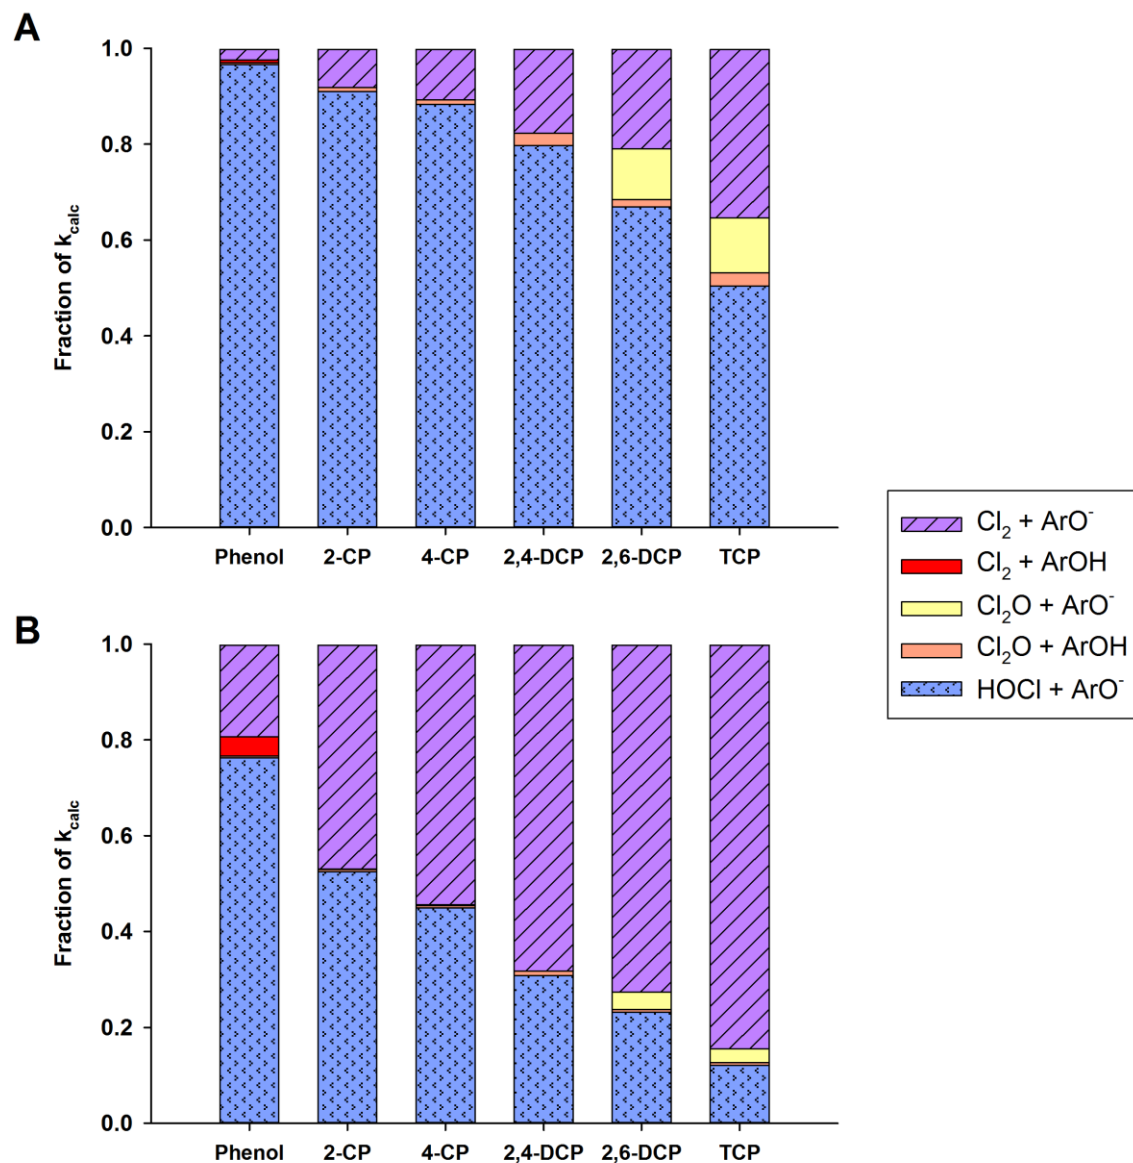 A
1.0
0.8
0.6
0.4
0.2
0.0
Fraction of k_calc
Phenol 2-CP 4-CP 2,4-DCP 2,6-DCP TCP
Cl₂ + ArO⁻
Cl₂ + ArOH
Cl₂O + ArO⁻
Cl₂O + ArOH
HOCl + ArO⁻
B
1.0
0.8
0.6
0.4
0.2
0.0
Fraction of k_calc
Phenol 2-CP 4-CP 2,4-DCP 2,6-DCP TCP